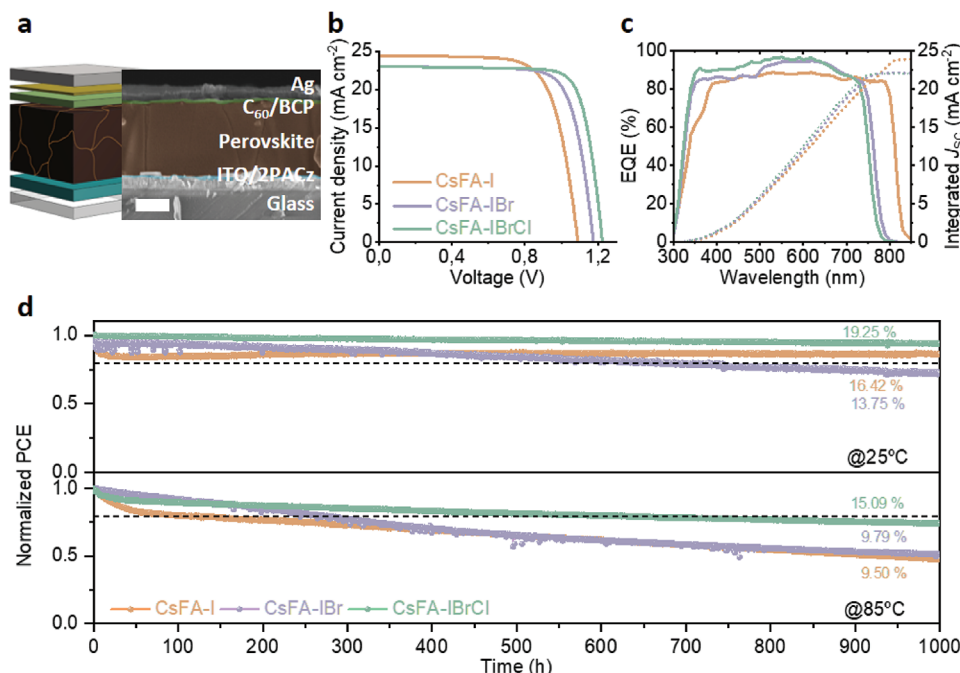 a
Ag
C60/BCP
Perovskite
ITO/2PACz
Glass
b
Current density (mA cm-2)
25
20
15
10
5
0
CsFA-I
CsFA-IBr
CsFA-IBrCl
0,0 0,4 0,8 1,2
Voltage (V)
c
EQE (%)
100
80
60
40
20
0
25
20
15
10
5
0
Integrated JSC (mA cm-2)
300 400 500 600 700 800
Wavelength (nm)
d
Normalized PCE
1.0
0.5
0.0
19.25 %
16.42 %
13.75 %
@25ºC
1.0
0.5
0.0
15.09 %
9.79 %
9.50 %
CsFA-I CsFA-IBr CsFA-IBrCl
@85ºC
0 100 200 300 400 500 600 700 800 900 1000
Time (h)